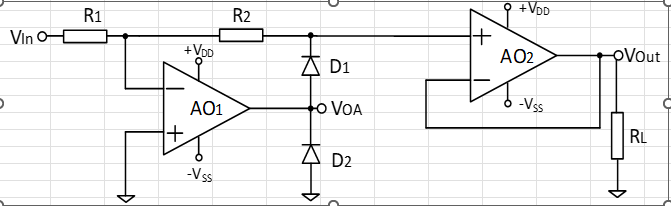 R1
R2
+VDD
VIn
+VDD
D1
AO2
VOut
AO1
VOA
-VSS
D2
RL
-VSS